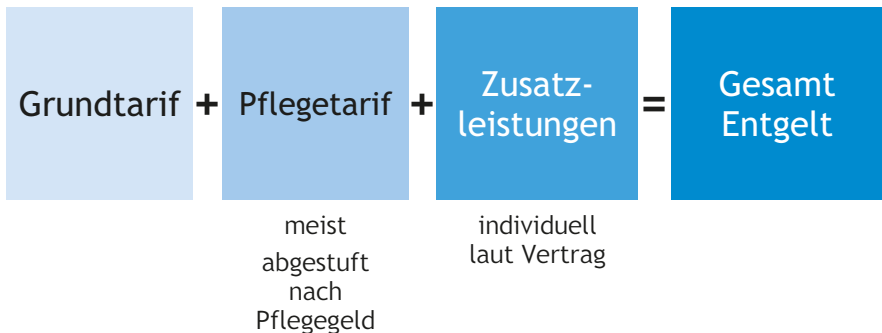 Grundtarif + Pflegetarif + Zusatz-
leistungen = Gesamt
Entgelt
meist
abgestuft
nach
Pflegegeld
individuell
laut Vertrag